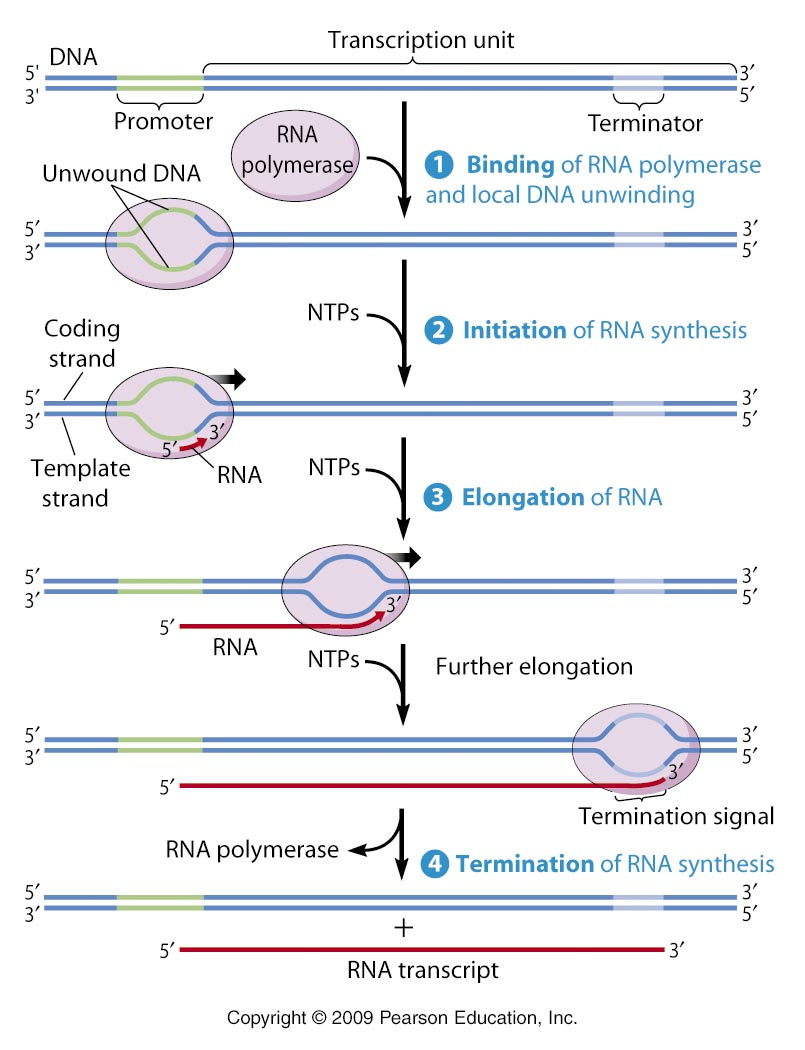 Transcription unit
DNA
5'
3′
3'
5′
Promoter
Terminator
RNA
polymerase
1 Binding of RNA polymerase
and local DNA unwinding
Unwound DNA
5′
3′
3′
5′
NTPs
2 Initiation of RNA synthesis
Coding
strand
5′
3′
3′
5′
5′
3′
RNA
Template
strand
NTPs
3 Elongation of RNA
5′
3′
3′
5′
3′
5′
RNA
NTPs
Further elongation
5′
3′
3′
5′
3′
5′
Termination signal
RNA polymerase
4 Termination of RNA synthesis
5′
3′
3′
5′
+
5′
3′
RNA transcript
Copyright © 2009 Pearson Education, Inc.